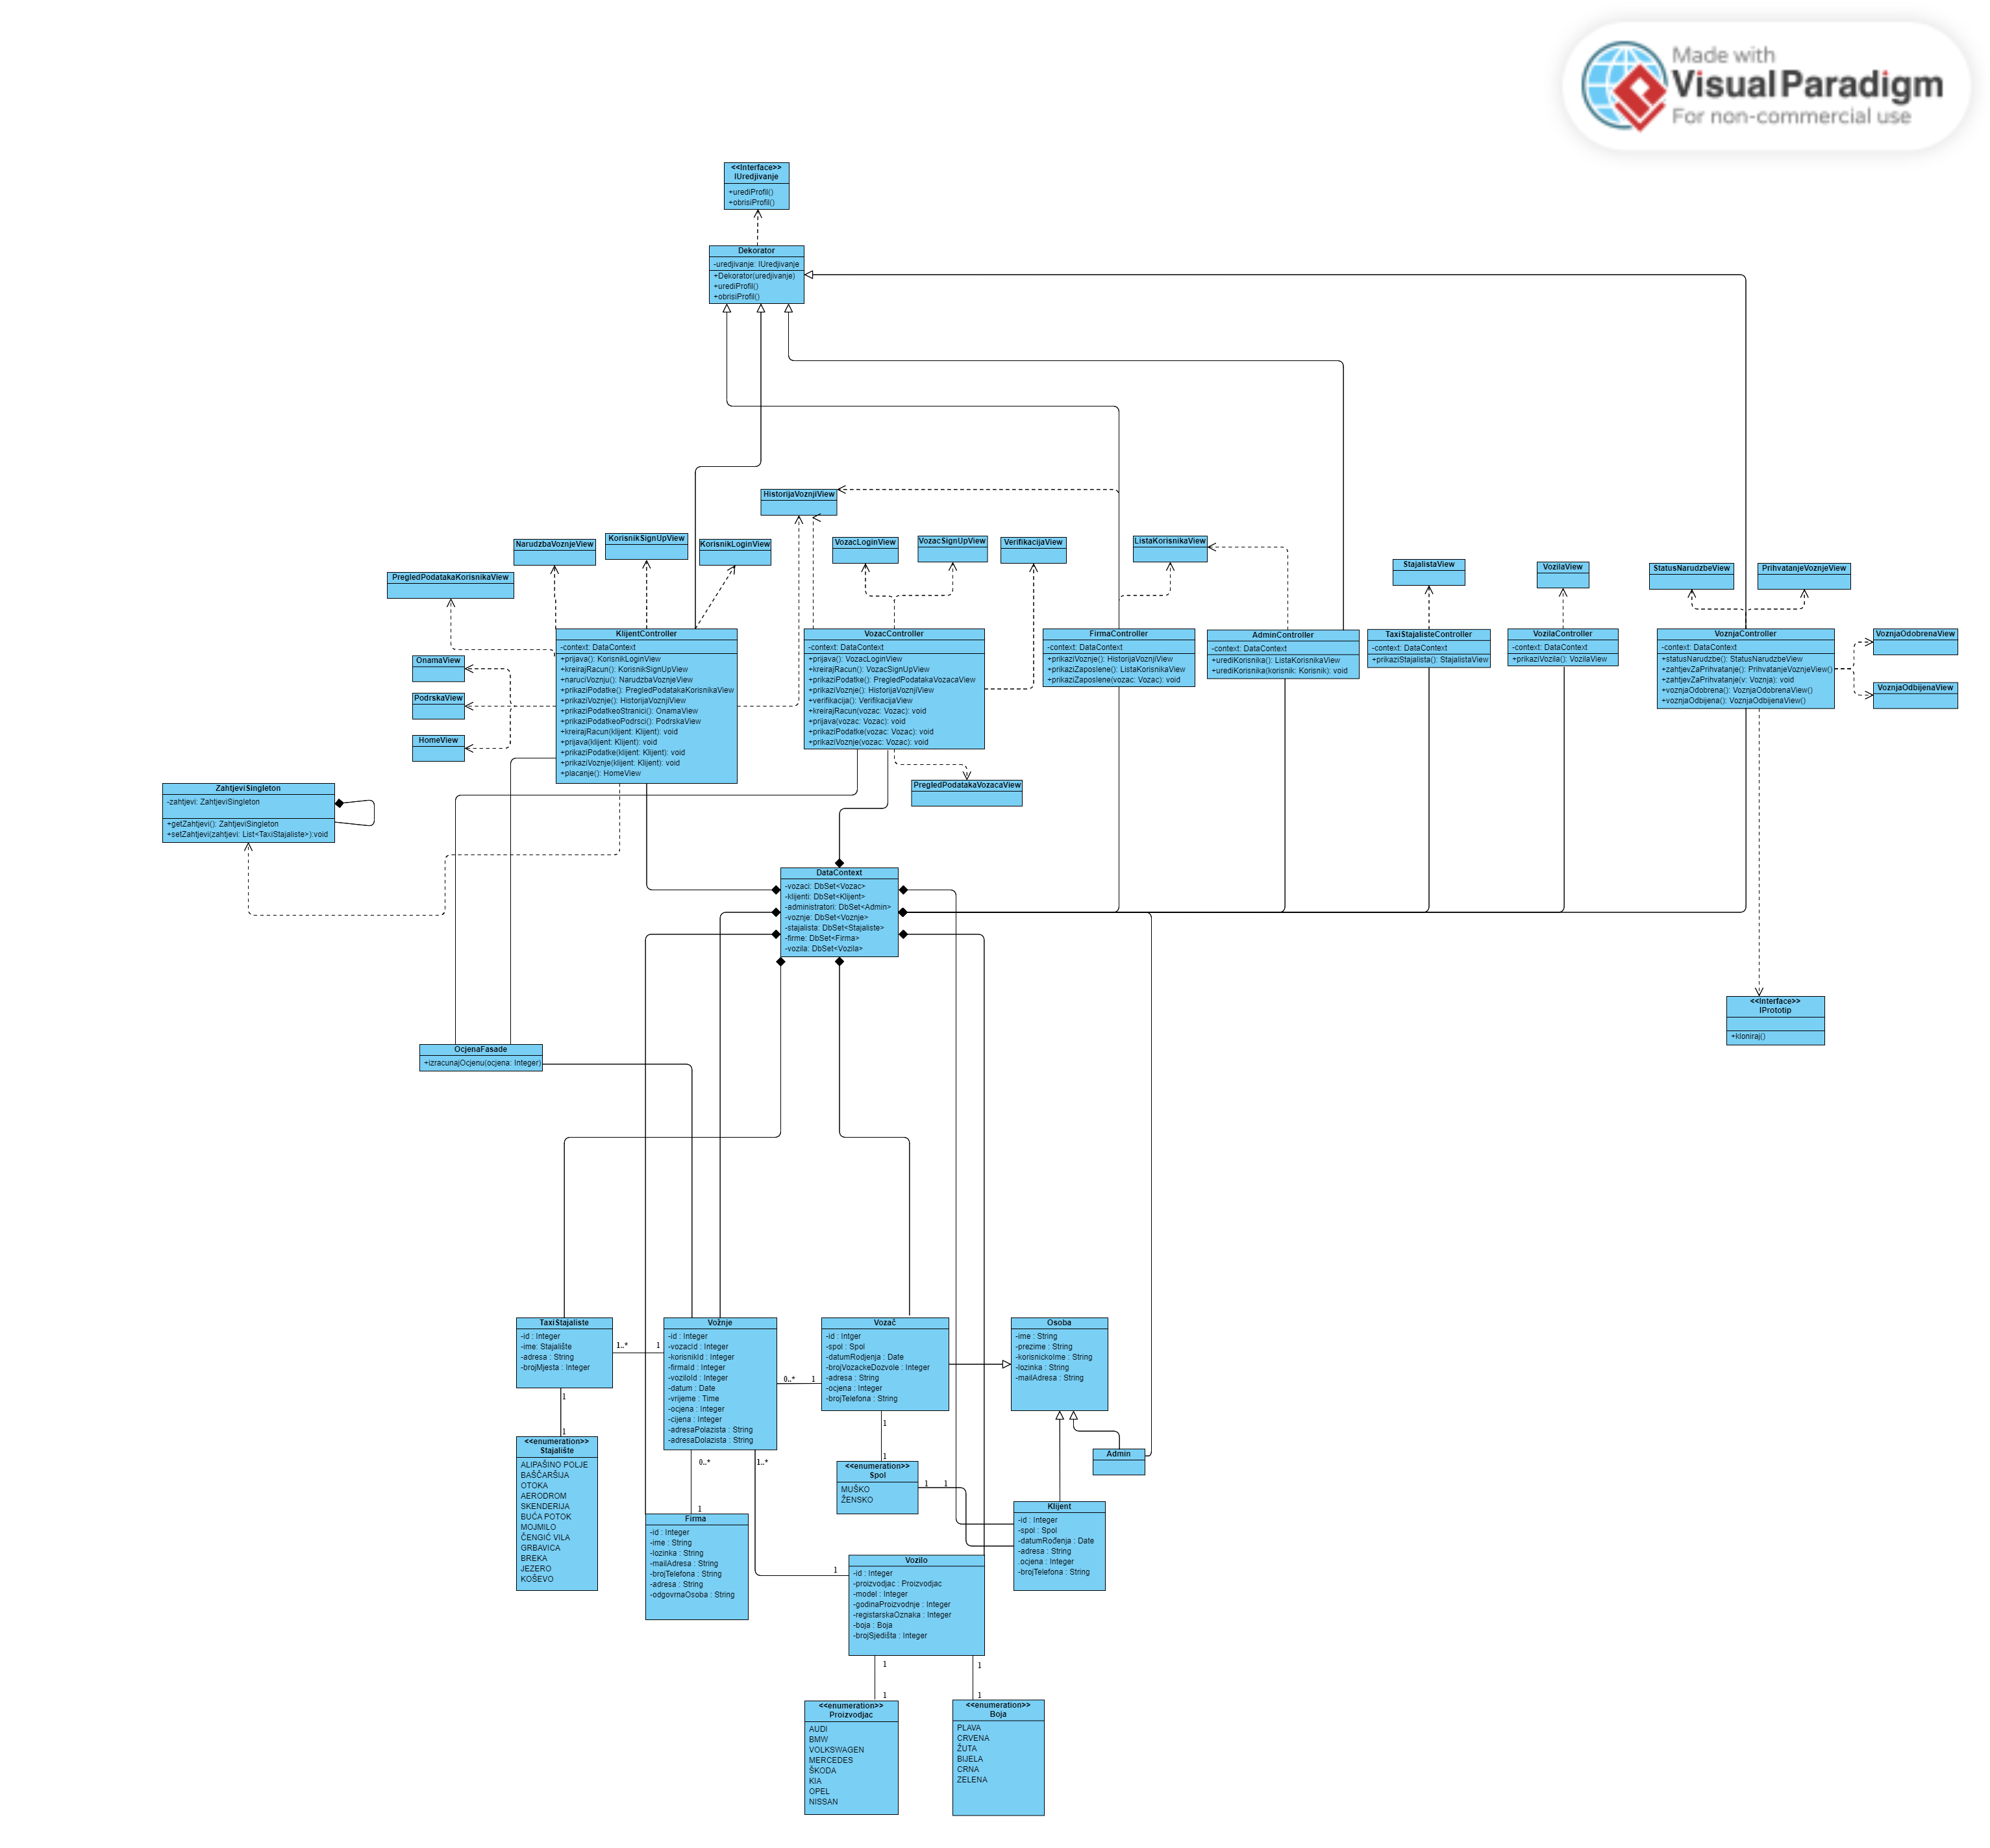 Made with
Visual Paradigm
For non-commercial use
<<Interface>>
IUredjivanje
+urediProfil()
+obrisiProfil()
Dekorator
-uredjivanje: IUredjivanje
+Dekorator(uredjivanje)
+urediProfil()
+obrisiProfil()
HistorijaVoznjiView
NarudzbaVoznjeView
KorisnikSignUpView
KorisnikLoginView
VozacLoginView
VozacSignUpView
VerifikacijaView
ListaKorisnikaView
StajalistaView
VozilaView
StatusNarudzbeView
PrihvatanjeVoznjeView
PregledPodatakaKorisnikaView
OnamaView
PodrskaView
HomeView
KlijentController
-context: DataContext
+prijava(): KorisnikLoginView
+kreirajRacun(): KorisnikSignUpView
+naruciVoznju(): NarudzbaVoznjeView
+prikaziPodatke(): PregledPodatakaKorisnikaView
+prikaziVoznje(): HistorijaVoznjiView
+prikaziPodatkeoStranici(): OnamaView
+prikaziPodatkeoPodrsci(): PodrskaView
+kreirajRacun(klijent: Klijent): void
+prijava(klijent: Klijent): void
+prikaziPodatke(klijent: Klijent): void
+prikaziVoznje(klijent: Klijent): void
+placanje(): HomeView
VozacController
-context: DataContext
+prijava(): VozacLoginView
+kreirajRacun(): VozacSignUpView
+prikaziPodatke(): PregledPodatakaVozacaView
+prikaziVoznje(): HistorijaVoznjiView
+verifikacija(): VerifikacijaView
+kreirajRacun(vozac: Vozac): void
+prijava(vozac: Vozac): void
+prikaziPodatke(vozac: Vozac): void
+prikaziVoznje(vozac: Vozac): void
FirmaController
-context: DataContext
+prikaziVoznje(): HistorijaVoznjiView
+prikaziZaposlene(): ListaKorisnikaView
+prikaziZaposlene(vozac: Vozac): void
AdminController
-context: DataContext
+urediKorisnika(): ListaKorisnikaView
+urediKorisnika(korisnik: Korisnik): void
TaxiStajalisteController
-context: DataContext
+prikaziStajalista(): StajalistaView
VozilaController
-context: DataContext
+prikaziVozila(): VozilaView
VoznjaController
-context: DataContext
+statusNarudzbe(): StatusNarudzbeView
+zahtjevZaPrihvatanje(): PrihvatanjeVoznjeView()
+zahtjevZaPrihvatanje(v: Voznja): void
+voznjaOdobrena(): VoznjaOdobrenaView()
+voznjaOdbijena(): VoznjaOdbijenaView()
VoznjaOdobrenaView
VoznjaOdbijenaView
PregledPodatakaVozacaView
ZahtjeviSingleton
-zahtjevi: ZahtjeviSingleton
+getZahtjevi(): ZahtjeviSingleton
+setZahtjevi(zahtjevi: List<TaxiStajaliste>):void
DataContext
-vozaci: DbSet<Vozac>
-klijenti: DbSet<Klijent>
-administratori: DbSet<Admin>
-voznje: DbSet<Voznje>
-stajalista: DbSet<Stajaliste>
-firme: DbSet<Firma>
-vozila: DbSet<Vozila>
<<Interface>>
IPrototip
+kloniraj()
OcjenaFasade
+izracunajOcjenu(ocjena: Integer)
TaxiStajaliste
-id : Integer
-ime: Stajalište
-adresa : String
-brojMjesta : Integer
1..*
1
Voznje
-id : Integer
-vozacId : Integer
-korisnikId : Integer
-firmaId : Integer
-voziloId : Integer
-datum : Date
-vrijeme : Time
-ocjena : Integer
-cijena : Integer
-adresaPolazista : String
-adresaDolazista : String
0..*
1
Vozač
-id : Intger
-spol : Spol
-datumRodjenja : Date
-brojVozackeDozvole : Integer
-adresa : String
-ocjena : Integer
-brojTelefona : String
Osoba
-ime : String
-prezime : String
-korisnickoIme : String
-lozinka : String
-mailAdresa : String
Admin
1
1
<<enumeration>>
Stajalište
ALIPAŠINO POLJE
BAŠČARŠIJA
OTOKA
AERODROM
SKENDERIJA
BUĆA POTOK
MOJMILO
ČENGIĆ VILA
GRBAVICA
BREKA
JEZERO
KOŠEVO
0..*
1
1..*
1
1
1
<<enumeration>>
Spol
MUŠKO
ŽENSKO
1
1
Klijent
-id : Integer
-spol : Spol
-datumRođenja : Date
-adresa : String
.ocjena : Integer
-brojTelefona : String
Firma
-id : Integer
-ime : String
-lozinka : String
-mailAdresa : String
-brojTelefona : String
-adresa : String
-odgovrnaOsoba : String
Vozilo
-id : Integer
-proizvodjac : Proizvodjac
-model : Integer
-godinaProizvodnje : Integer
-registarskaOznaka : Integer
-boja : Boja
-brojSjedišta : Integer
1
1
1
1
<<enumeration>>
Proizvodjac
AUDI
BMW
VOLKSWAGEN
MERCEDES
ŠKODA
KIA
OPEL
NISSAN
<<enumeration>>
Boja
PLAVA
CRVENA
ŽUTA
BIJELA
CRNA
ZELENA